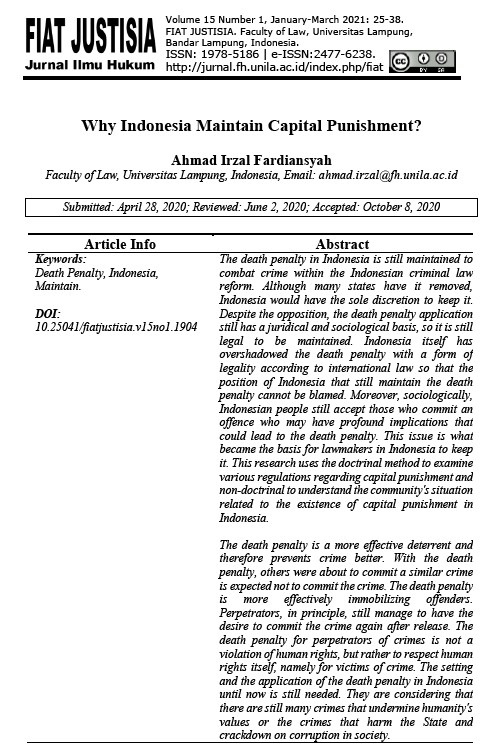 FIAT JUSTISIA
Jurnal Ilmu Hukum
Volume 15 Number 1, January-March 2021: 25-38.
FIAT JUSTISIA. Faculty of Law, Universitas Lampung,
Bandar Lampung, Indonesia.
ISSN: 1978-5186 | e-ISSN:2477-6238.
http://jurnal.fh.unila.ac.id/index.php/fiat
cc
BY SA
Why Indonesia Maintain Capital Punishment?
Ahmad Irzal Fardiansyah
Faculty of Law, Universitas Lampung, Indonesia, Email: ahmad.irzal@fh.unila.ac.id
Submitted: April 28, 2020; Reviewed: June 2, 2020; Accepted: October 8, 2020
Article Info
Keywords:
Death Penalty, Indonesia,
Maintain.
DOI:
10.25041/fiatjustisia.v15no1.1904
Abstract
The death penalty in Indonesia is still maintained to
combat crime within the Indonesian criminal law
reform. Although many states have it removed,
Indonesia would have the sole discretion to keep it.
Despite the opposition, the death penalty application
still has a juridical and sociological basis, so it is still
legal to be maintained. Indonesia itself has
overshadowed the death penalty with a form of
legality according to international law so that the
position of Indonesia that still maintain the death
penalty cannot be blamed. Moreover, sociologically,
Indonesian people still accept those who commit an
offence who may have profound implications that
could lead to the death penalty. This issue is what
became the basis for lawmakers in Indonesia to keep
it. This research uses the doctrinal method to examine
various regulations regarding capital punishment and
non-doctrinal to understand the community's situation
related to the existence of capital punishment in
Indonesia.
The death penalty is a more effective deterrent and
therefore prevents crime better. With the death
penalty, others were about to commit a similar crime
is expected not to commit the crime. The death penalty
is more effectively immobilizing offenders.
Perpetrators, in principle, still manage to have the
desire to commit the crime again after release. The
death penalty for perpetrators of crimes is not a
violation of human rights, but rather to respect human
rights itself, namely for victims of crime. The setting
and the application of the death penalty in Indonesia
until now is still needed. They are considering that
there are still many crimes that undermine humanity's
values or the crimes that harm the State and
crackdown on corruption in society.